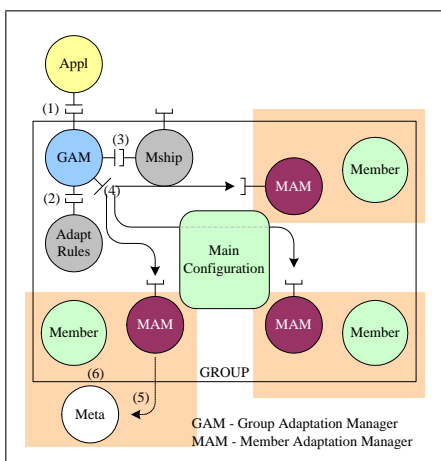 Appl
(1)
(3)
GAM
Mship
Member
(4)
MAM
(2)
Adapt
Rules
Main
Configuration
Member
MAM
MAM
Member
GROUP
(6)
(5)
Meta
GAM - Group Adaptation Manager
MAM - Member Adaptation Manager